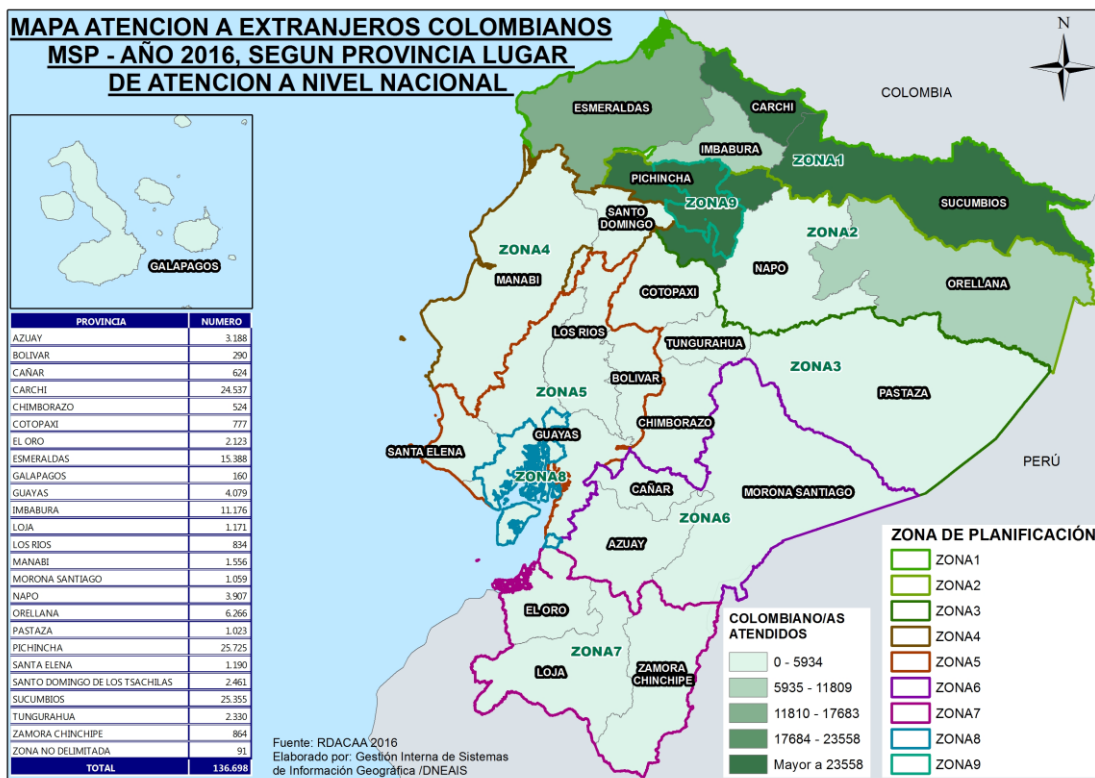 MAPA ATENCION A EXTRANJEROS COLOMBIANOS
MSP - AÑO 2016, SEGUN PROVINCIA LUGAR
DE ATENCION A NIVEL NACIONAL
N
COLOMBIA
ESMERALDAS
CARCHI
IMBABURA
ZONA1
PICHINCHA
ZONA9
SUCUMBIOS
SANTO
DOMINGO
ZONA2
ZONA4
NAPO
GALAPAGOS
MANABI
COTOPAXI
ORELLANA
LOS RIOS
TUNGURAHUA
ZONA3
BOLIVAR
PASTAZA
ZONA5
CHIMBORAZO
GUAYAS
SANTA ELENA
PERÚ
ZONA8
CAÑAR
MORONA SANTIAGO
ZONA6
AZUAY
EL ORO
ZONA7
LOJA
ZAMORA
CHINCHIPE
PROVINCIA NUMERO
AZUAY 3.188
BOLIVAR 290
CAÑAR 624
CARCHI 24.537
CHIMBORAZO 524
COTOPAXI 777
EL ORO 2.123
ESMERALDAS 15.388
GALAPAGOS 160
GUAYAS 4.079
IMBABURA 11.176
LOJA 1.171
LOS RIOS 834
MANABI 1.556
MORONA SANTIAGO 1.059
NAPO 3.907
ORELLANA 6.266
PASTAZA 1.023
PICHINCHA 25.725
SANTA ELENA 1.190
SANTO DOMINGO DE LOS TSACHILAS 2.461
SUCUMBIOS 25.355
TUNGURAHUA 2.330
ZAMORA CHINCHIPE 864
ZONA NO DELIMITADA 91
TOTAL 136.698
Fuente: RDACAA 2016
Elaborado por: Gestión Interna de Sistemas
de Información Geográfica /DNEAIS
COLOMBIANO/AS
ATENDIDOS
0 - 5934
5935 - 11809
11810 - 17683
17684 - 23558
Mayor a 23558
ZONA DE PLANIFICACIÓN
ZONA1
ZONA2
ZONA3
ZONA4
ZONA5
ZONA6
ZONA7
ZONA8
ZONA9